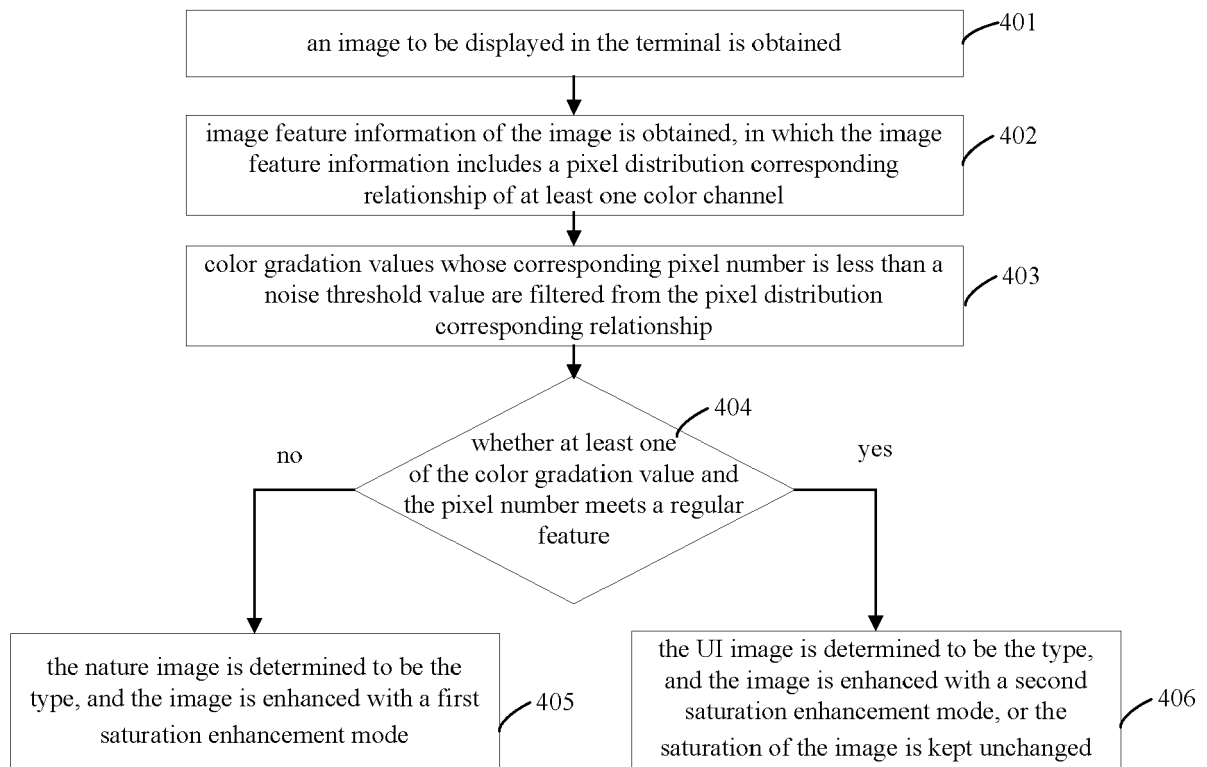 an image to be displayed in the terminal is obtained
401
image feature information of the image is obtained, in which the image
feature information includes a pixel distribution corresponding
relationship of at least one color channel
402
color gradation values whose corresponding pixel number is less than a
noise threshold value are filtered from the pixel distribution
corresponding relationship
403
404
whether at least one
of the color gradation value and
the pixel number meets a regular
feature
no
yes
the nature image is determined to be the
type, and the image is enhanced with a first
saturation enhancement mode
405
the UI image is determined to be the type,
and the image is enhanced with a second
saturation enhancement mode, or the
saturation of the image is kept unchanged
406